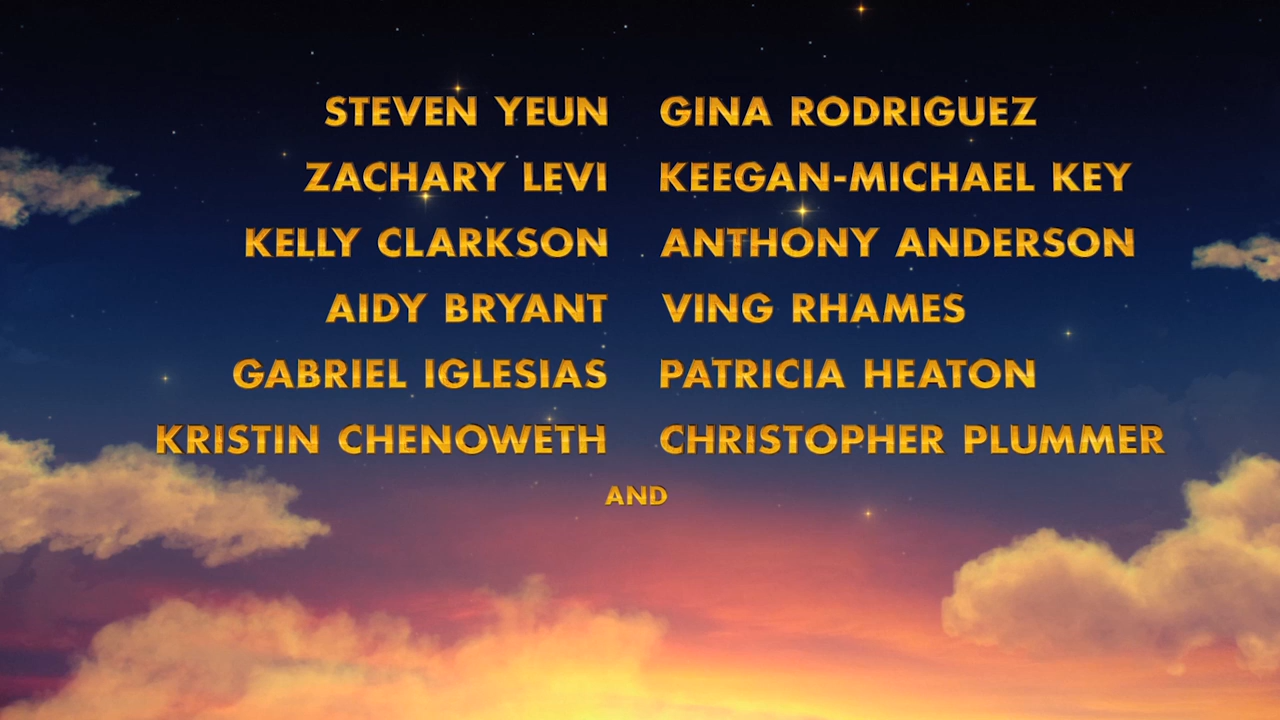 STEVEN YEUN GINA RODRIGUEZ
ZACHARY LEVI KEEGAN-MICHAEL KEY
KELLY CLARKSON ANTHONY ANDERSON
AIDY BRYANT VING RHAMES
GABRIEL IGLESIAS PATRICIA HEATON
KRISTIN CHENOWETH CHRISTOPHER PLUMMER
AND